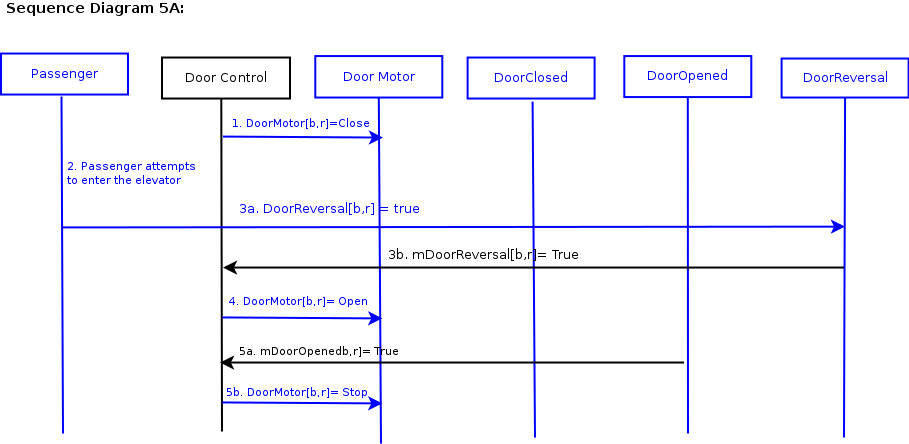 Sequence Diagram 5A:
Passenger
Door Control
Door Motor
DoorClosed
DoorOpened
DoorReversal
1. DoorMotor[b,r]=Close
2. Passenger attempts
to enter the elevator
3a. DoorReversal[b,r] = true
3b. mDoorReversal[b,r]= True
4. DoorMotor[b,r]= Open
5a. mDoorOpenedb,r]= True
5b. DoorMotor[b,r]= Stop